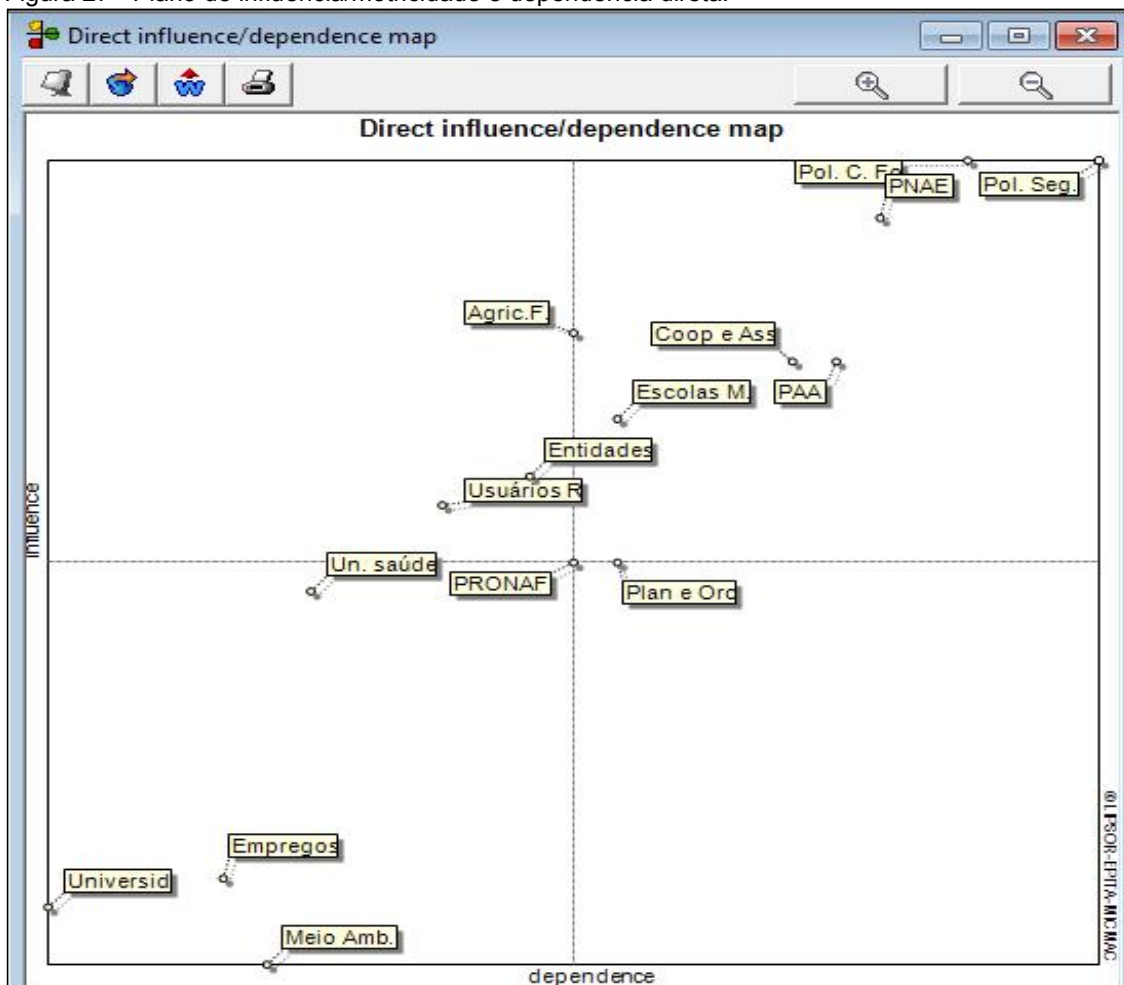 Direct influence/dependence map
Direct influence/dependence map
Pol. C. Fo
PNAE
Pol. Seg.
Agric.F.
Coop e Ass
Escolas M.
PAA
Entidades
Usuários R
influence
Un. saúde
PRONAF
Plan e Ord
Empregos
Universid
Meio Amb.
dependence
©LIPSOR-EPITA-MICMAC